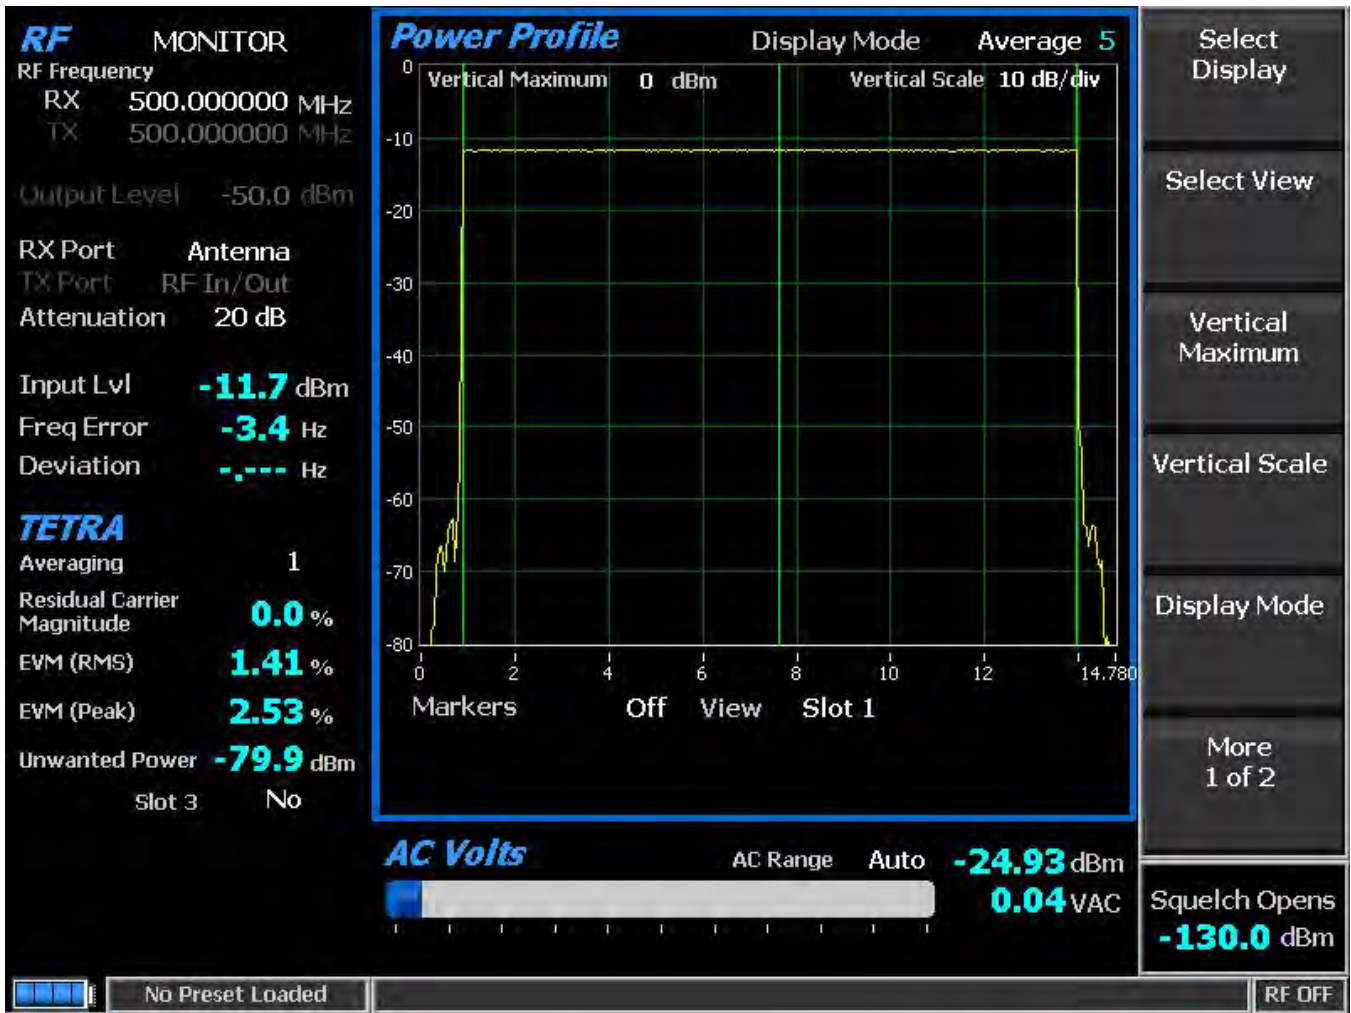 RF MONITOR
RF Frequency
RX 500.000000 MHz
TX 500.000000 MHz
Output Level -50.0 dBm
RX Port Antenna
TX Port RF In/Out
Attenuation 20 dB
Input Lvl -11.7 dBm
Freq Error -3.4 Hz
Deviation -.--- Hz
TETRA
Averaging 1
Residual Carrier
Magnitude 0.0 %
EVM (RMS) 1.41 %
EVM (Peak) 2.53 %
Unwanted Power -79.9 dBm
Slot 3 No
Power Profile Display Mode Average 5
Vertical Maximum 0 dBm Vertical Scale 10 dB/div
0
-10
-20
-30
-40
-50
-60
-70
-80
0 2 4 6 8 10 12 14.780
Markers Off View Slot 1
AC Volts AC Range Auto -24.93 dBm
0.04 VAC
Select
Display
Select View
Vertical
Maximum
Vertical Scale
Display Mode
More
1 of 2
Squelch Opens
-130.0 dBm
No Preset Loaded
RF OFF